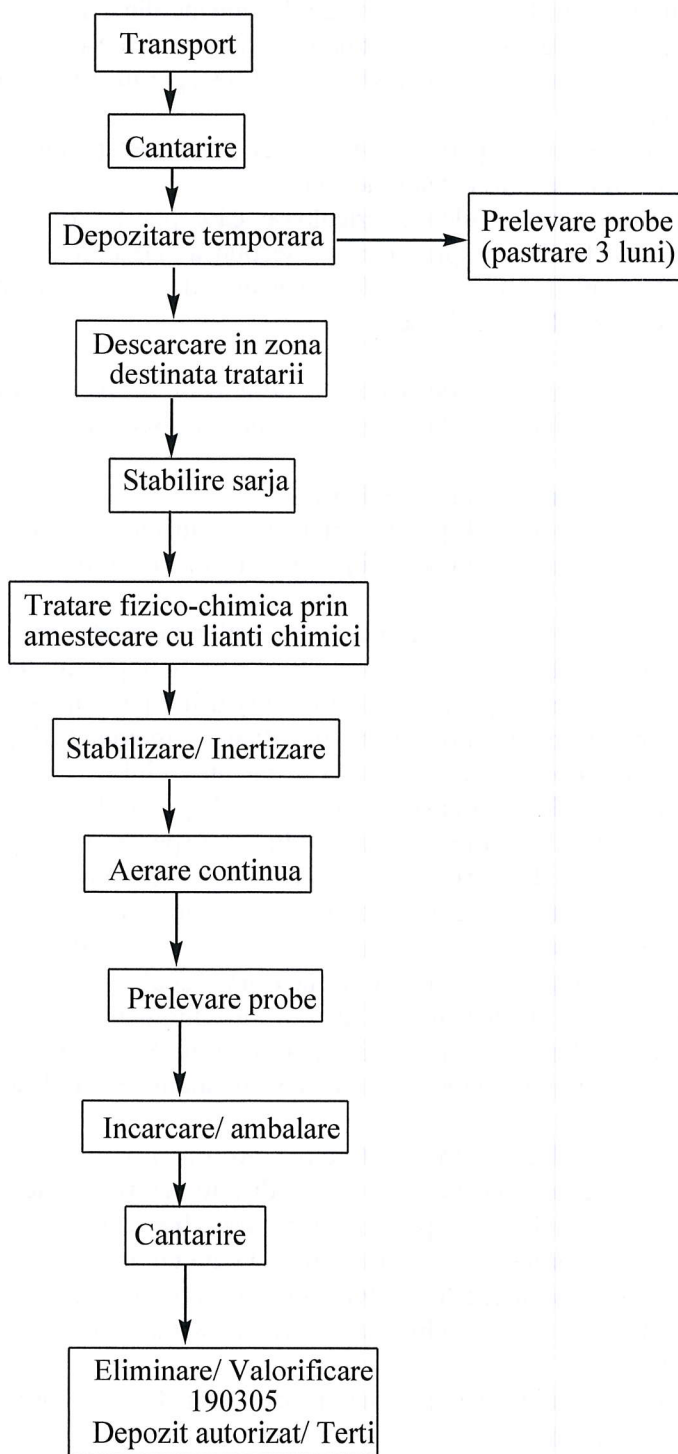 Transport
Cantarire
Depozitare temporara
Prelevare probe
(pastrare 3 luni)
Descarcare in zona
destinata tratarii
Stabilire sarja
Tratare fizico-chimica prin
amestecare cu lianti chimici
Stabilizare/ Inertizare
Aerare continua
Prelevare probe
Incarcare/ ambalare
Cantarire
Eliminare/ Valorificare
190305
Depozit autorizat/ Terti